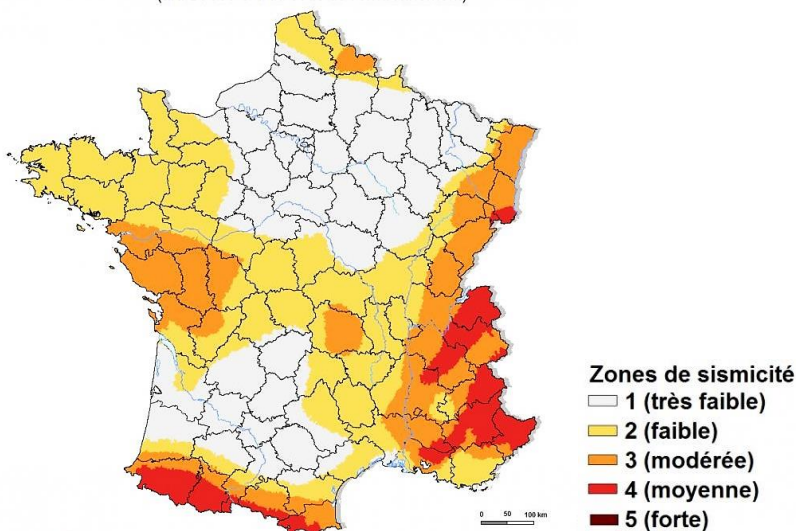 Zones de sismicité
1 (très faible)
2 (faible)
3 (modérée)
4 (moyenne)
5 (forte)
0 50 100 km